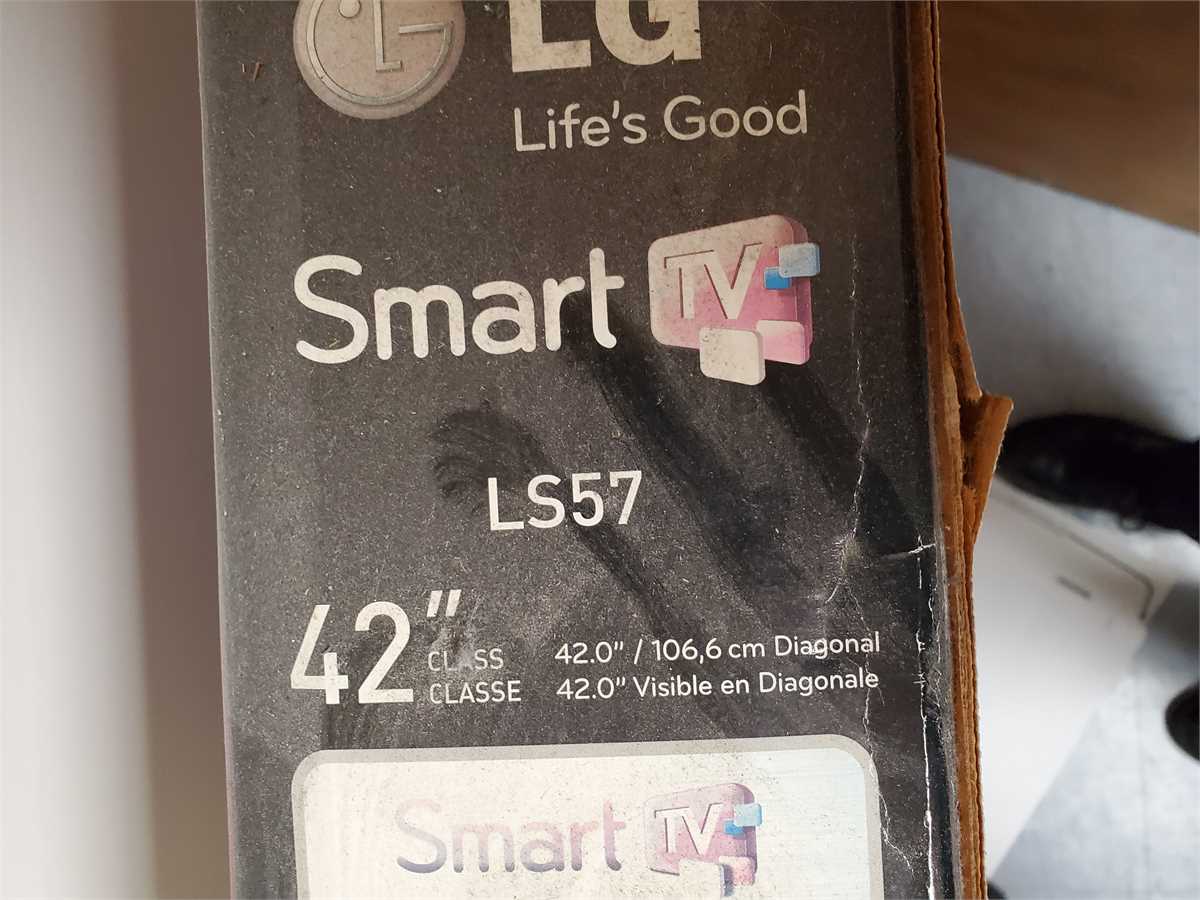 LG
Life's Good
Smart TV
LS57
42" CLASS
CLASSE
42.0" / 106,6 cm Diagonal
42.0" Visible en Diagonale
Smart TV